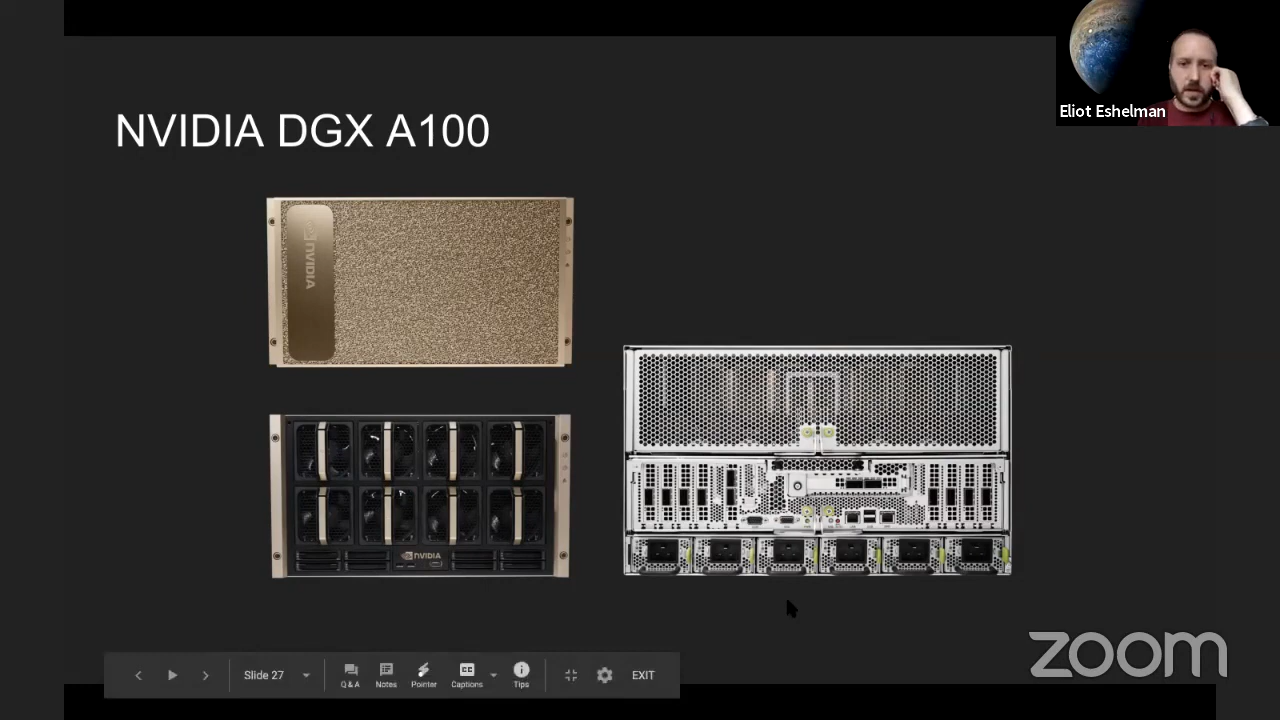 Eliot Eshelman
NVIDIA DGX A100
NVIDIA
NVIDIA
zoom
Slide 27
Q & A
Notes
Pointer
Captions
Tips
EXIT